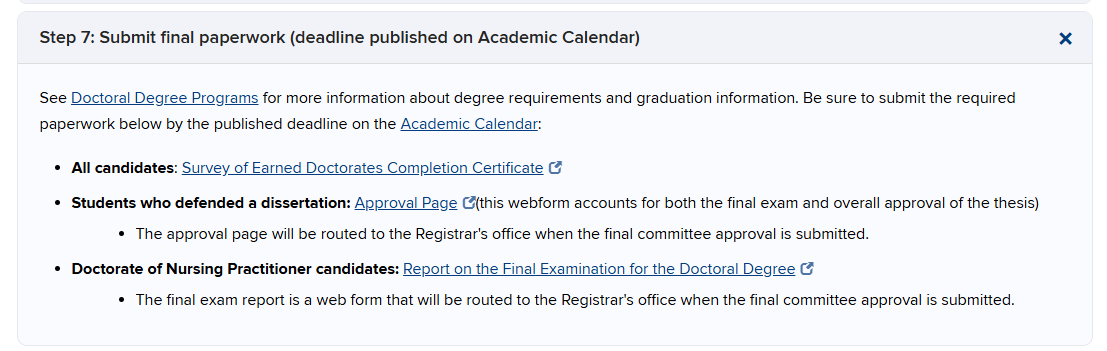 Step 7: Submit final paperwork (deadline published on Academic Calendar)
See Doctoral Degree Programs for more information about degree requirements and graduation information. Be sure to submit the required
paperwork below by the published deadline on the Academic Calendar:
• All candidates: Survey of Earned Doctorates Completion Certificate
• Students who defended a dissertation: Approval Page (this webform accounts for both the final exam and overall approval of the thesis)
• The approval page will be routed to the Registrar's office when the final committee approval is submitted.
• Doctorate of Nursing Practitioner candidates: Report on the Final Examination for the Doctoral Degree
• The final exam report is a web form that will be routed to the Registrar's office when the final committee approval is submitted.